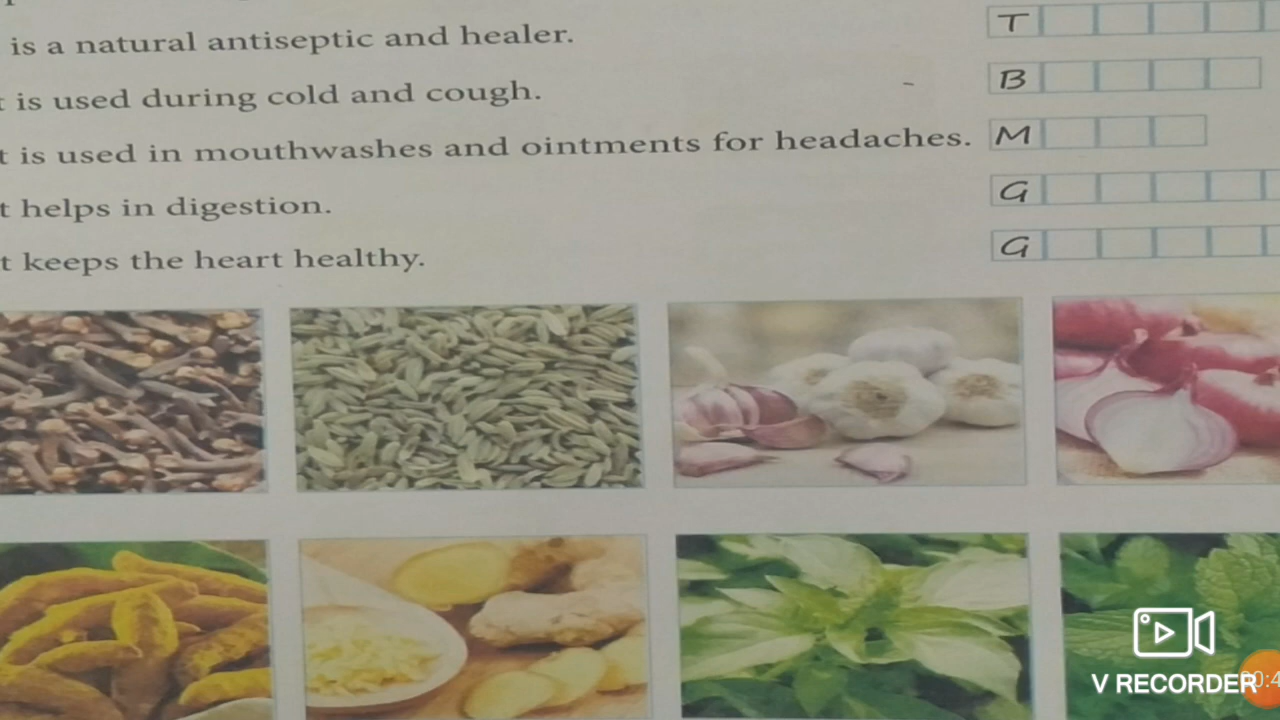 is a natural antiseptic and healer. T
t is used during cold and cough. B
t is used in mouthwashes and ointments for headaches. M
t helps in digestion. G
t keeps the heart healthy. G
V RECORDER